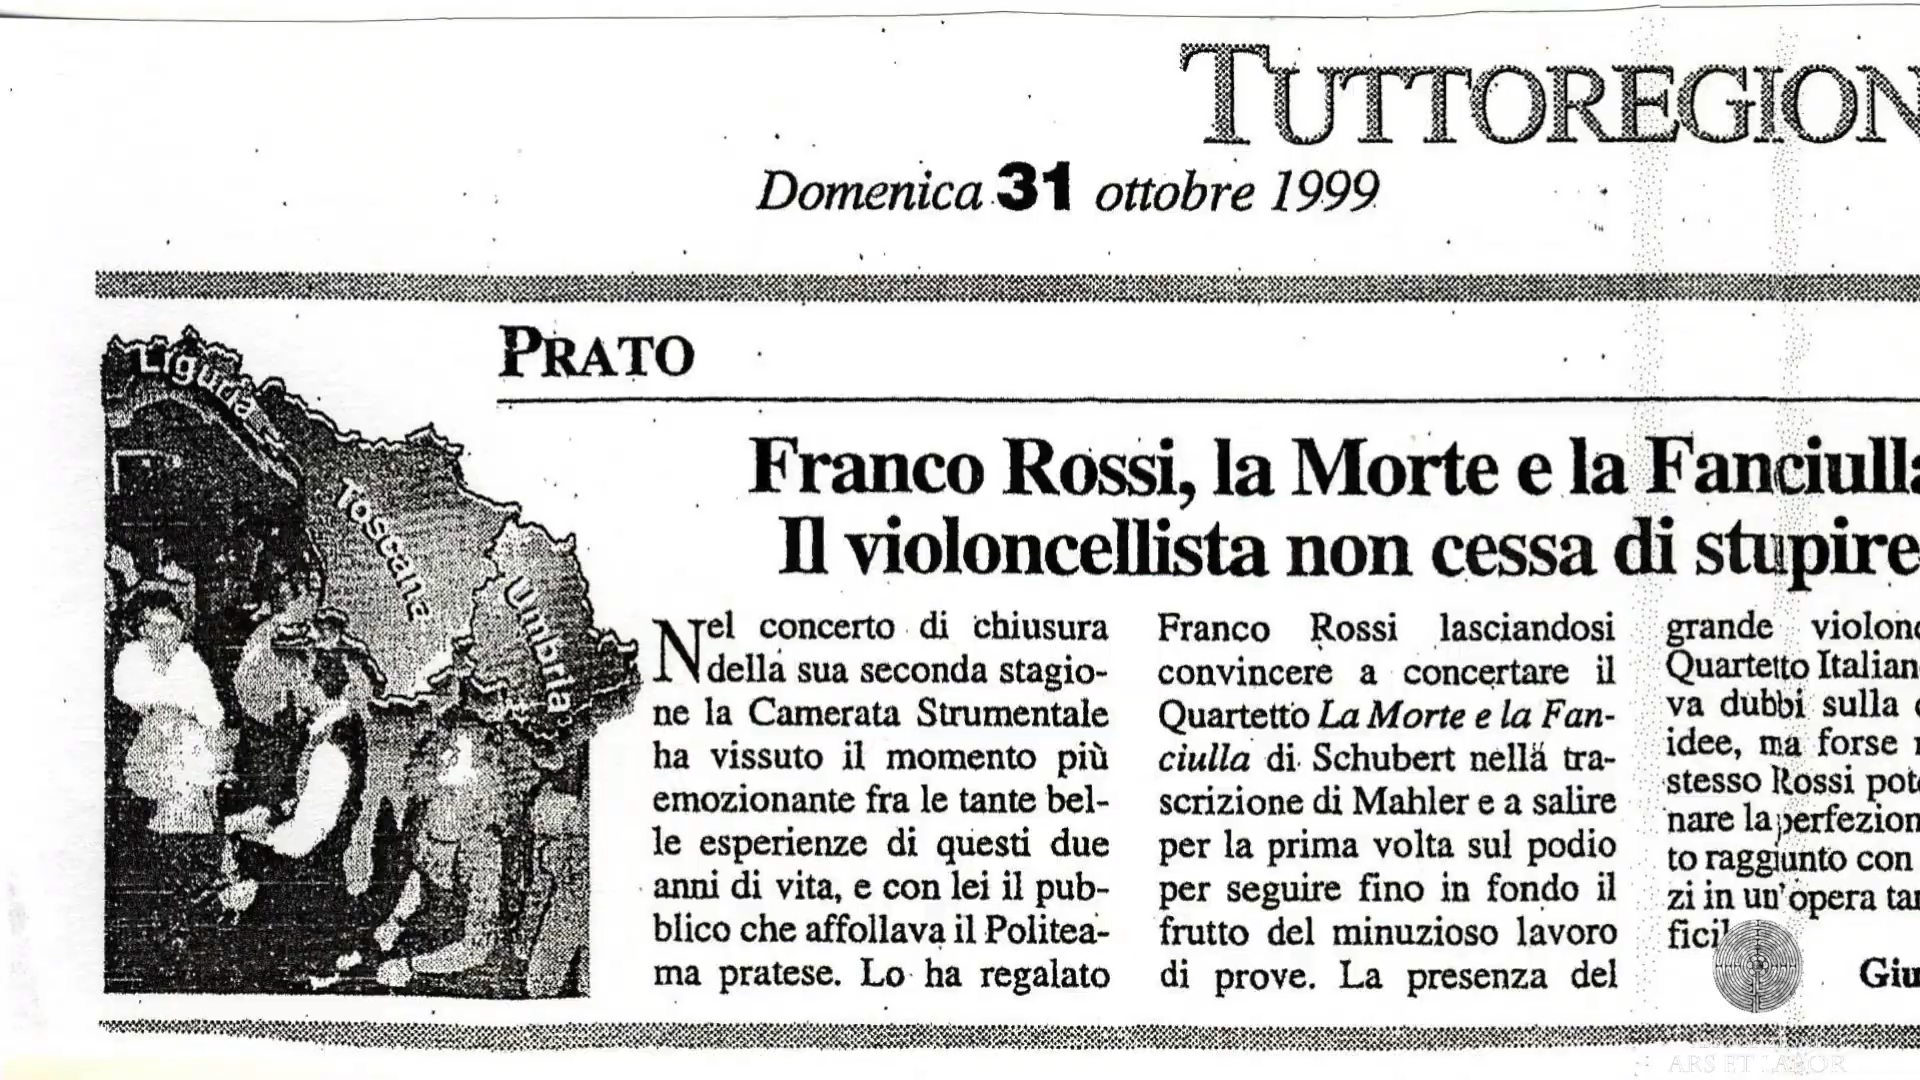 TUTTOREGION
Domenica 31 ottobre 1999
PRATO
Liguria
Toscana
Umbria
Franco Rossi, la Morte e la Fanciulla
Il violoncellista non cessa di stupire
Nel concerto di chiusura
della sua seconda stagio-
ne la Camerata Strumentale
ha vissuto il momento più
emozionante fra le tante bel-
le esperienze di questi due
anni di vita, e con lei il pub-
blico che affollava il Politea-
ma pratese. Lo ha regalato
Franco Rossi lasciandosi
convincere a concertare il
Quartetto La Morte e la Fan-
ciulla di Schubert nella tra-
scrizione di Mahler e a salire
per la prima volta sul podio
per seguire fino in fondo il
frutto del minuzioso lavoro
di prove. La presenza del
grande violonc
Quartetto Italian
va dubbi sulla
idee, ma forse
stesso Rossi pot
nare la perfezion
to raggiunto con
zi in un'opera tan
ficil
Giu
ARS ET LABOR